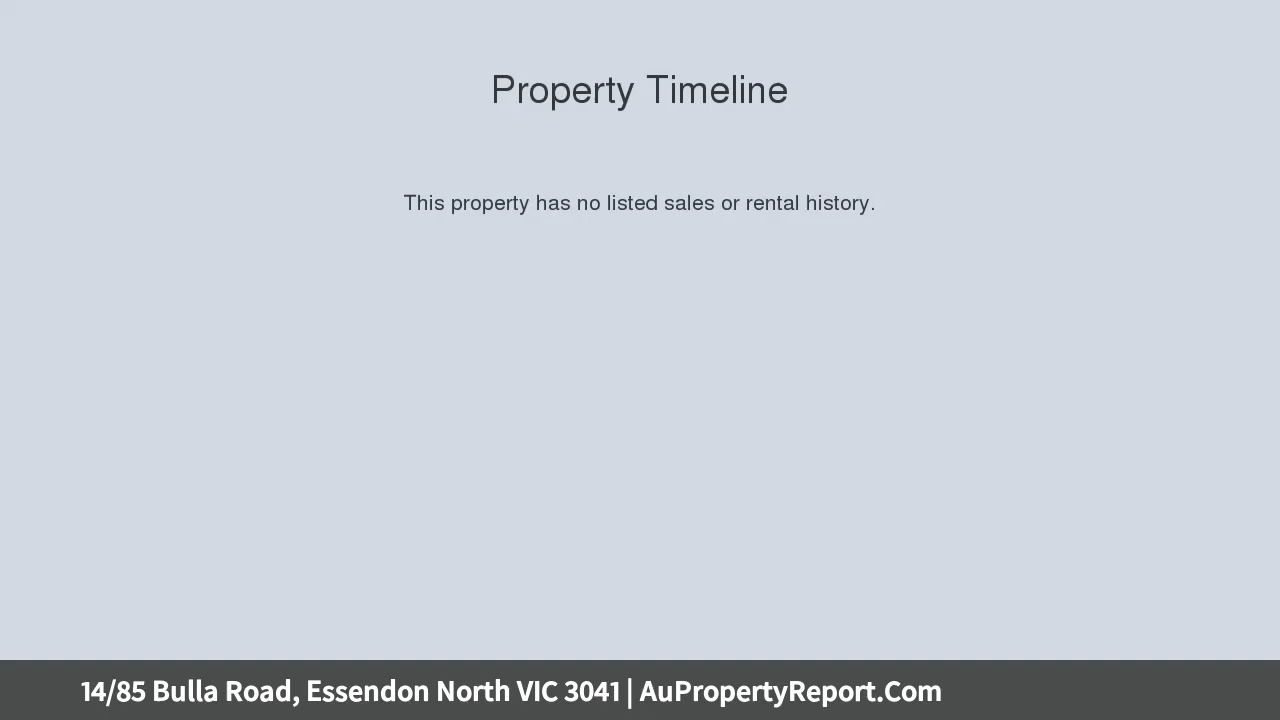 Property Timeline
This property has no listed sales or rental history.
14/85 Bulla Road, Essendon North VIC 3041 | AuPropertyReport.Com